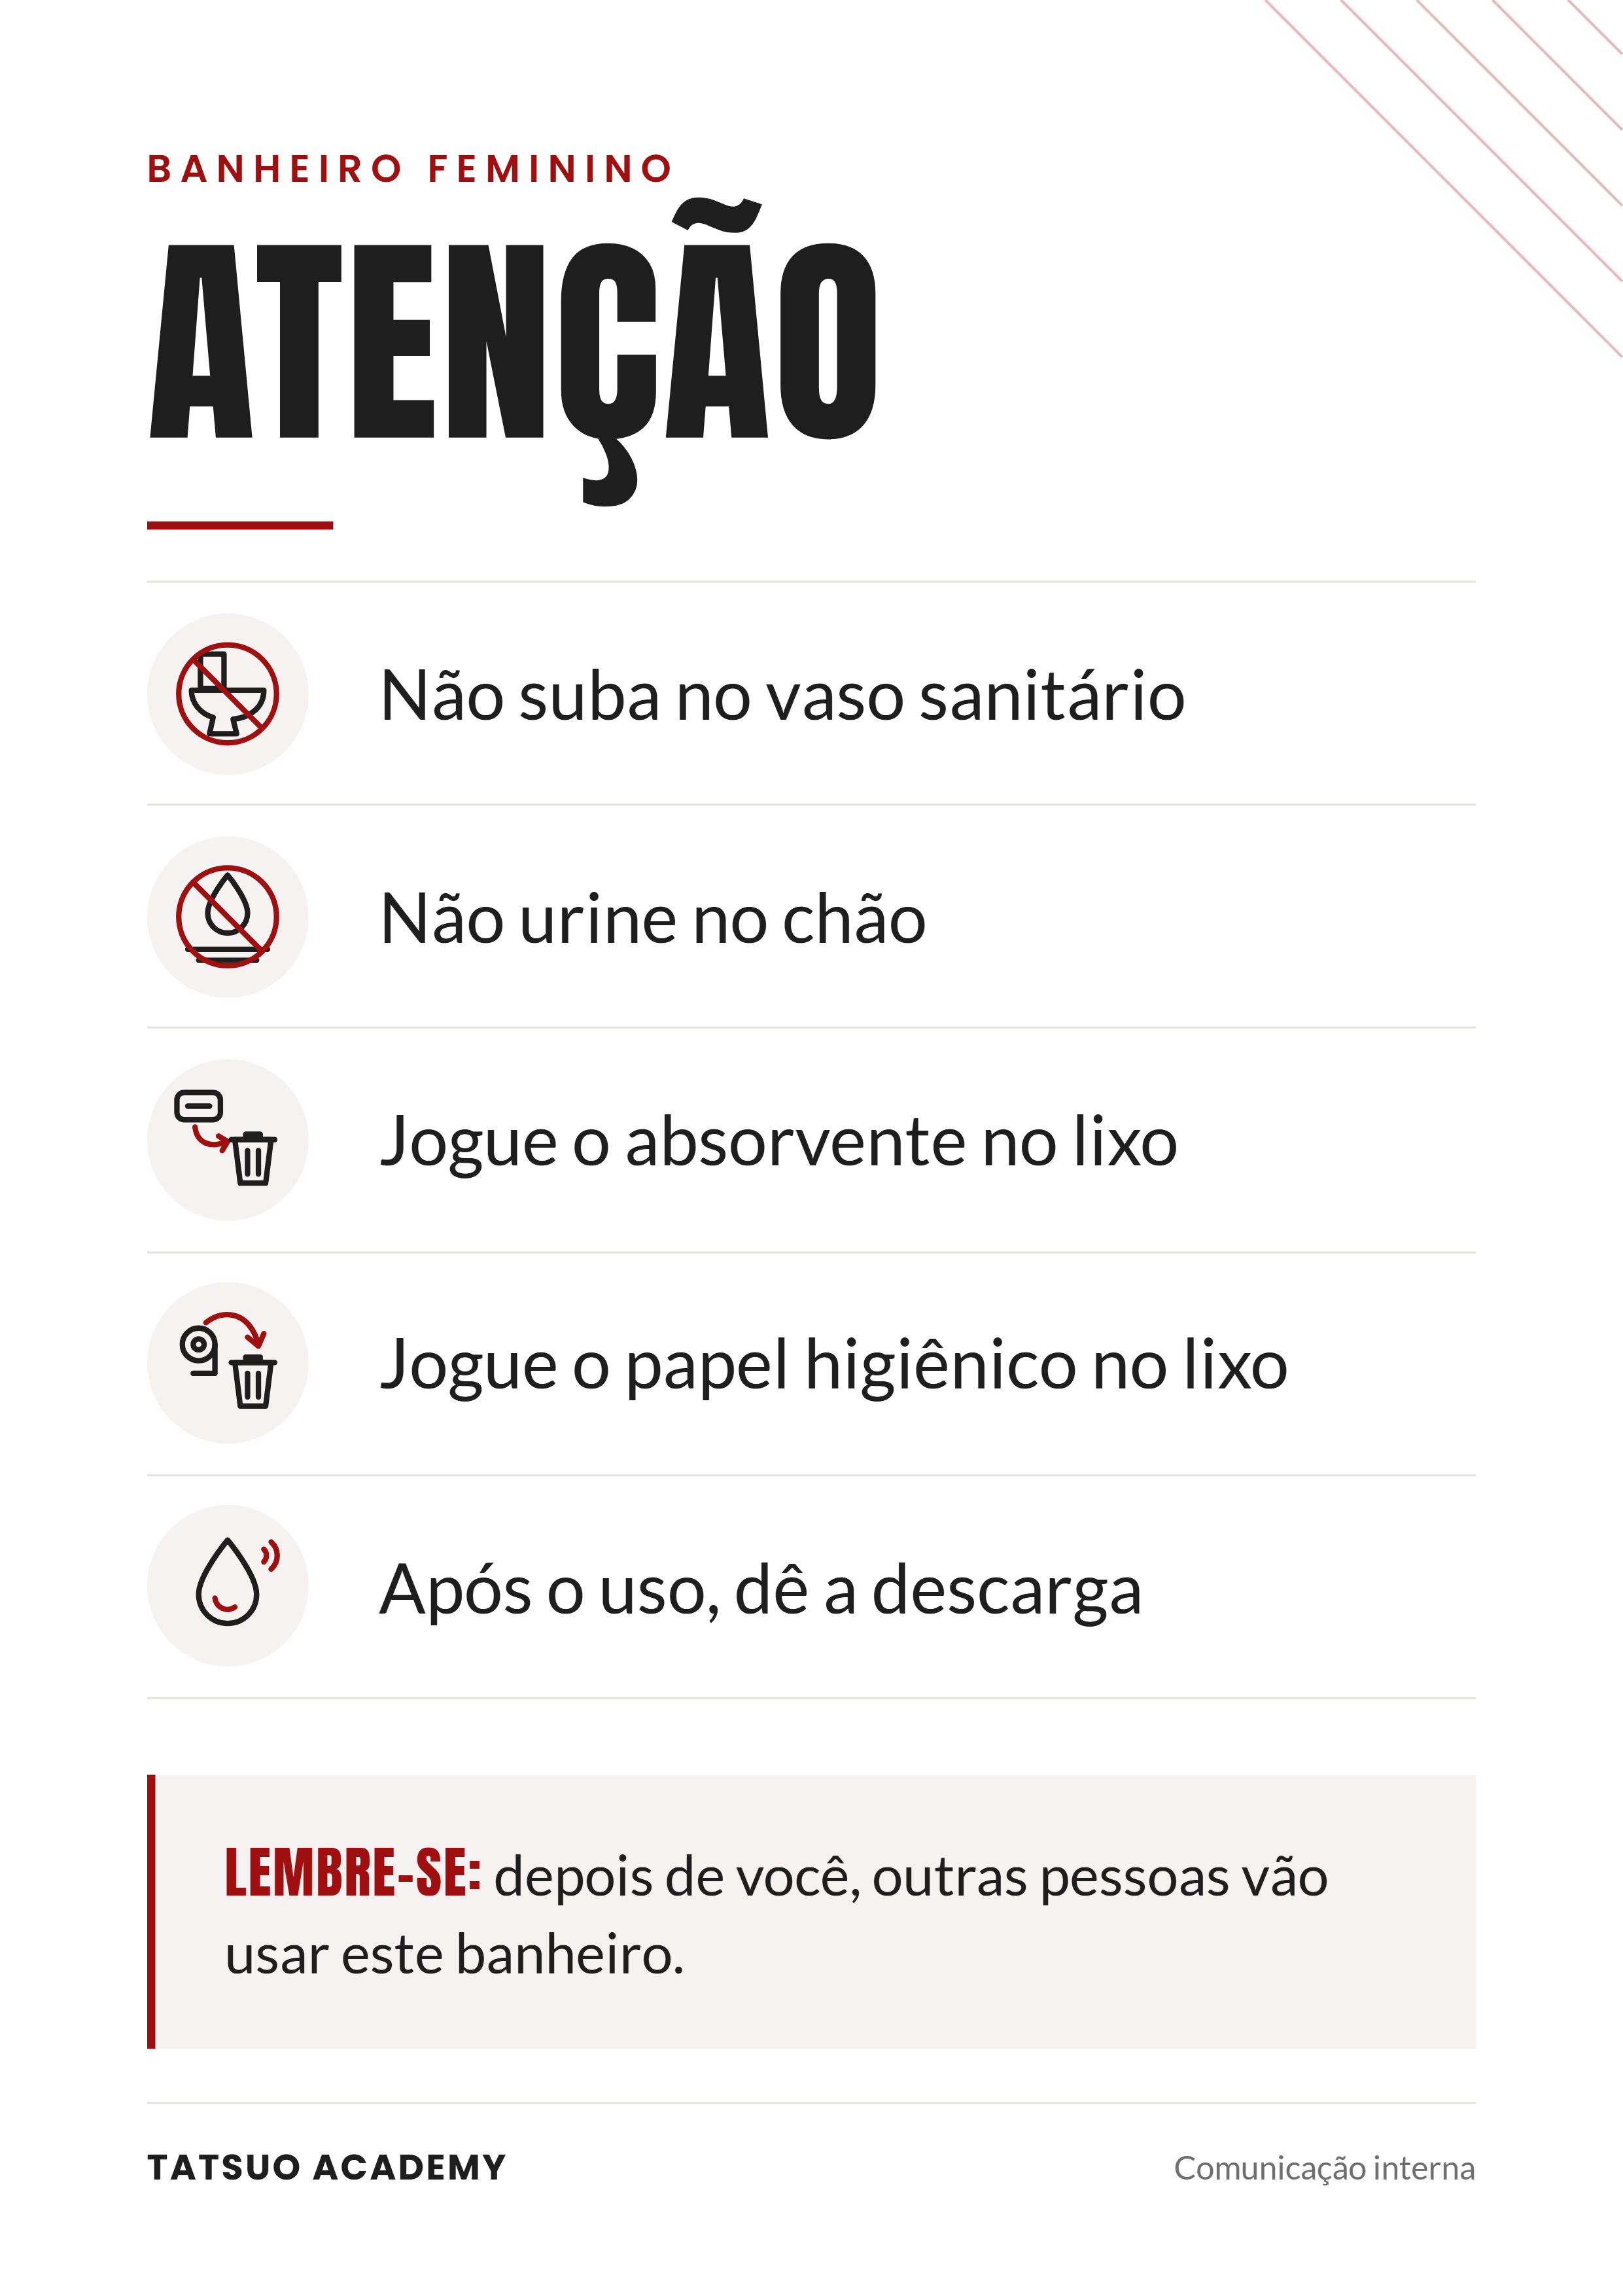 BANHEIRO FEMININO
ATENÇÃO
Não suba no vaso sanitário
Não urine no chão
Jogue o absorvente no lixo
Jogue o papel higiênico no lixo
Após o uso, dê a descarga
LEMBRE-SE: depois de você, outras pessoas vão
usar este banheiro.
TATSUO ACADEMY
Comunicação interna